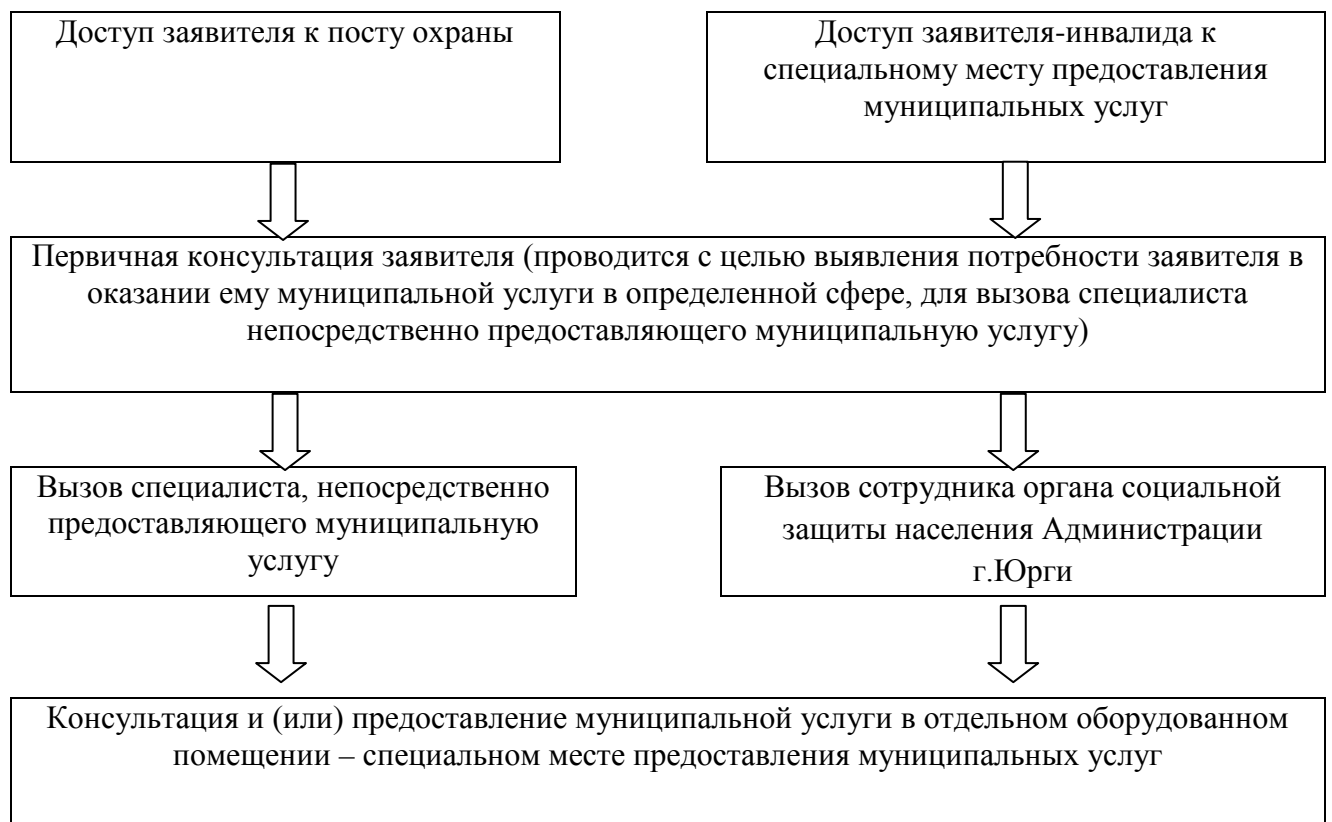 Доступ заявителя к посту охраны
Доступ заявителя-инвалида к
специальному месту предоставления
муниципальных услуг
Первичная консультация заявителя (проводится с целью выявления потребности заявителя в
оказании ему муниципальной услуги в определенной сфере, для вызова специалиста
непосредственно предоставляющего муниципальную услугу)
Вызов специалиста, непосредственно
предоставляющего муниципальную
услугу
Вызов сотрудника органа социальной
защиты населения Администрации
г.Юрги
Консультация и (или) предоставление муниципальной услуги в отдельном оборудованном
помещении – специальном месте предоставления муниципальных услуг